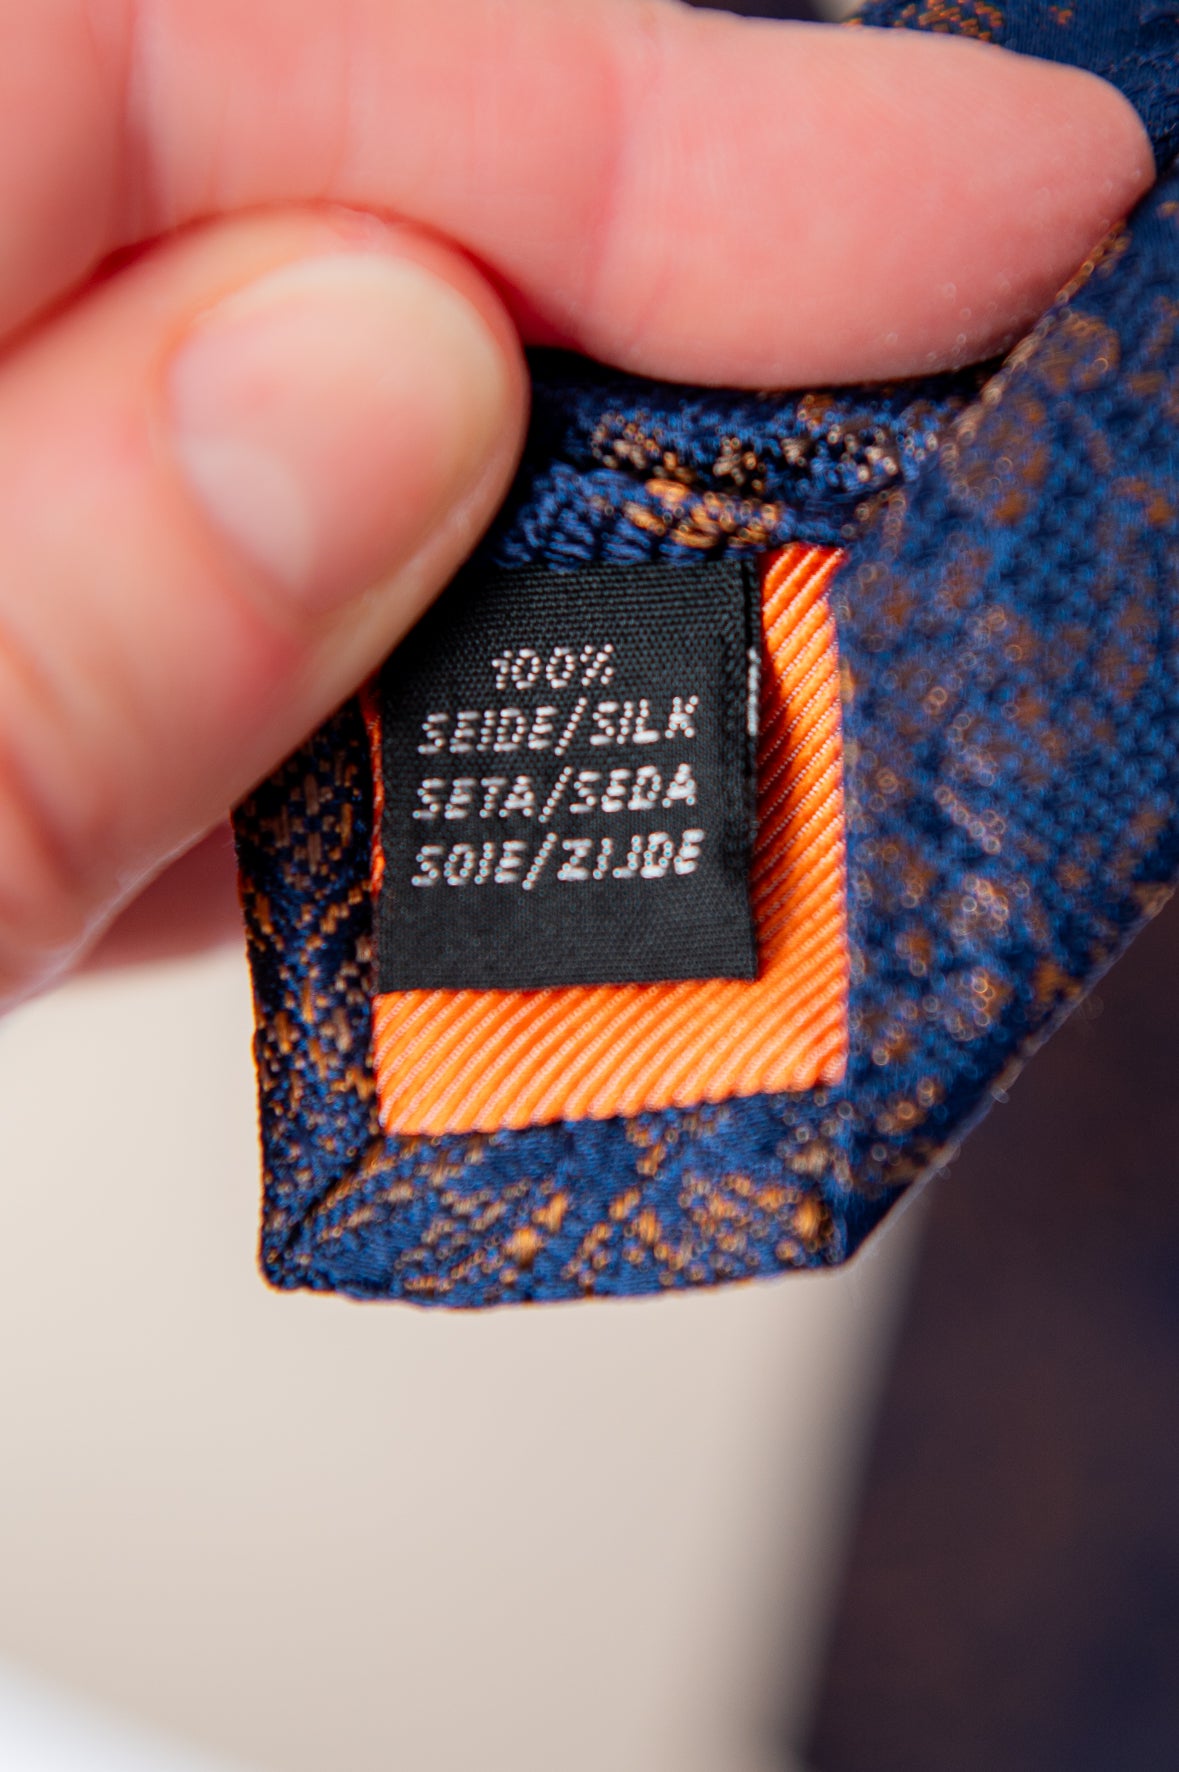 100%
SEIDE/SILK
SETA/SEDA
SOIE/ZIJDE